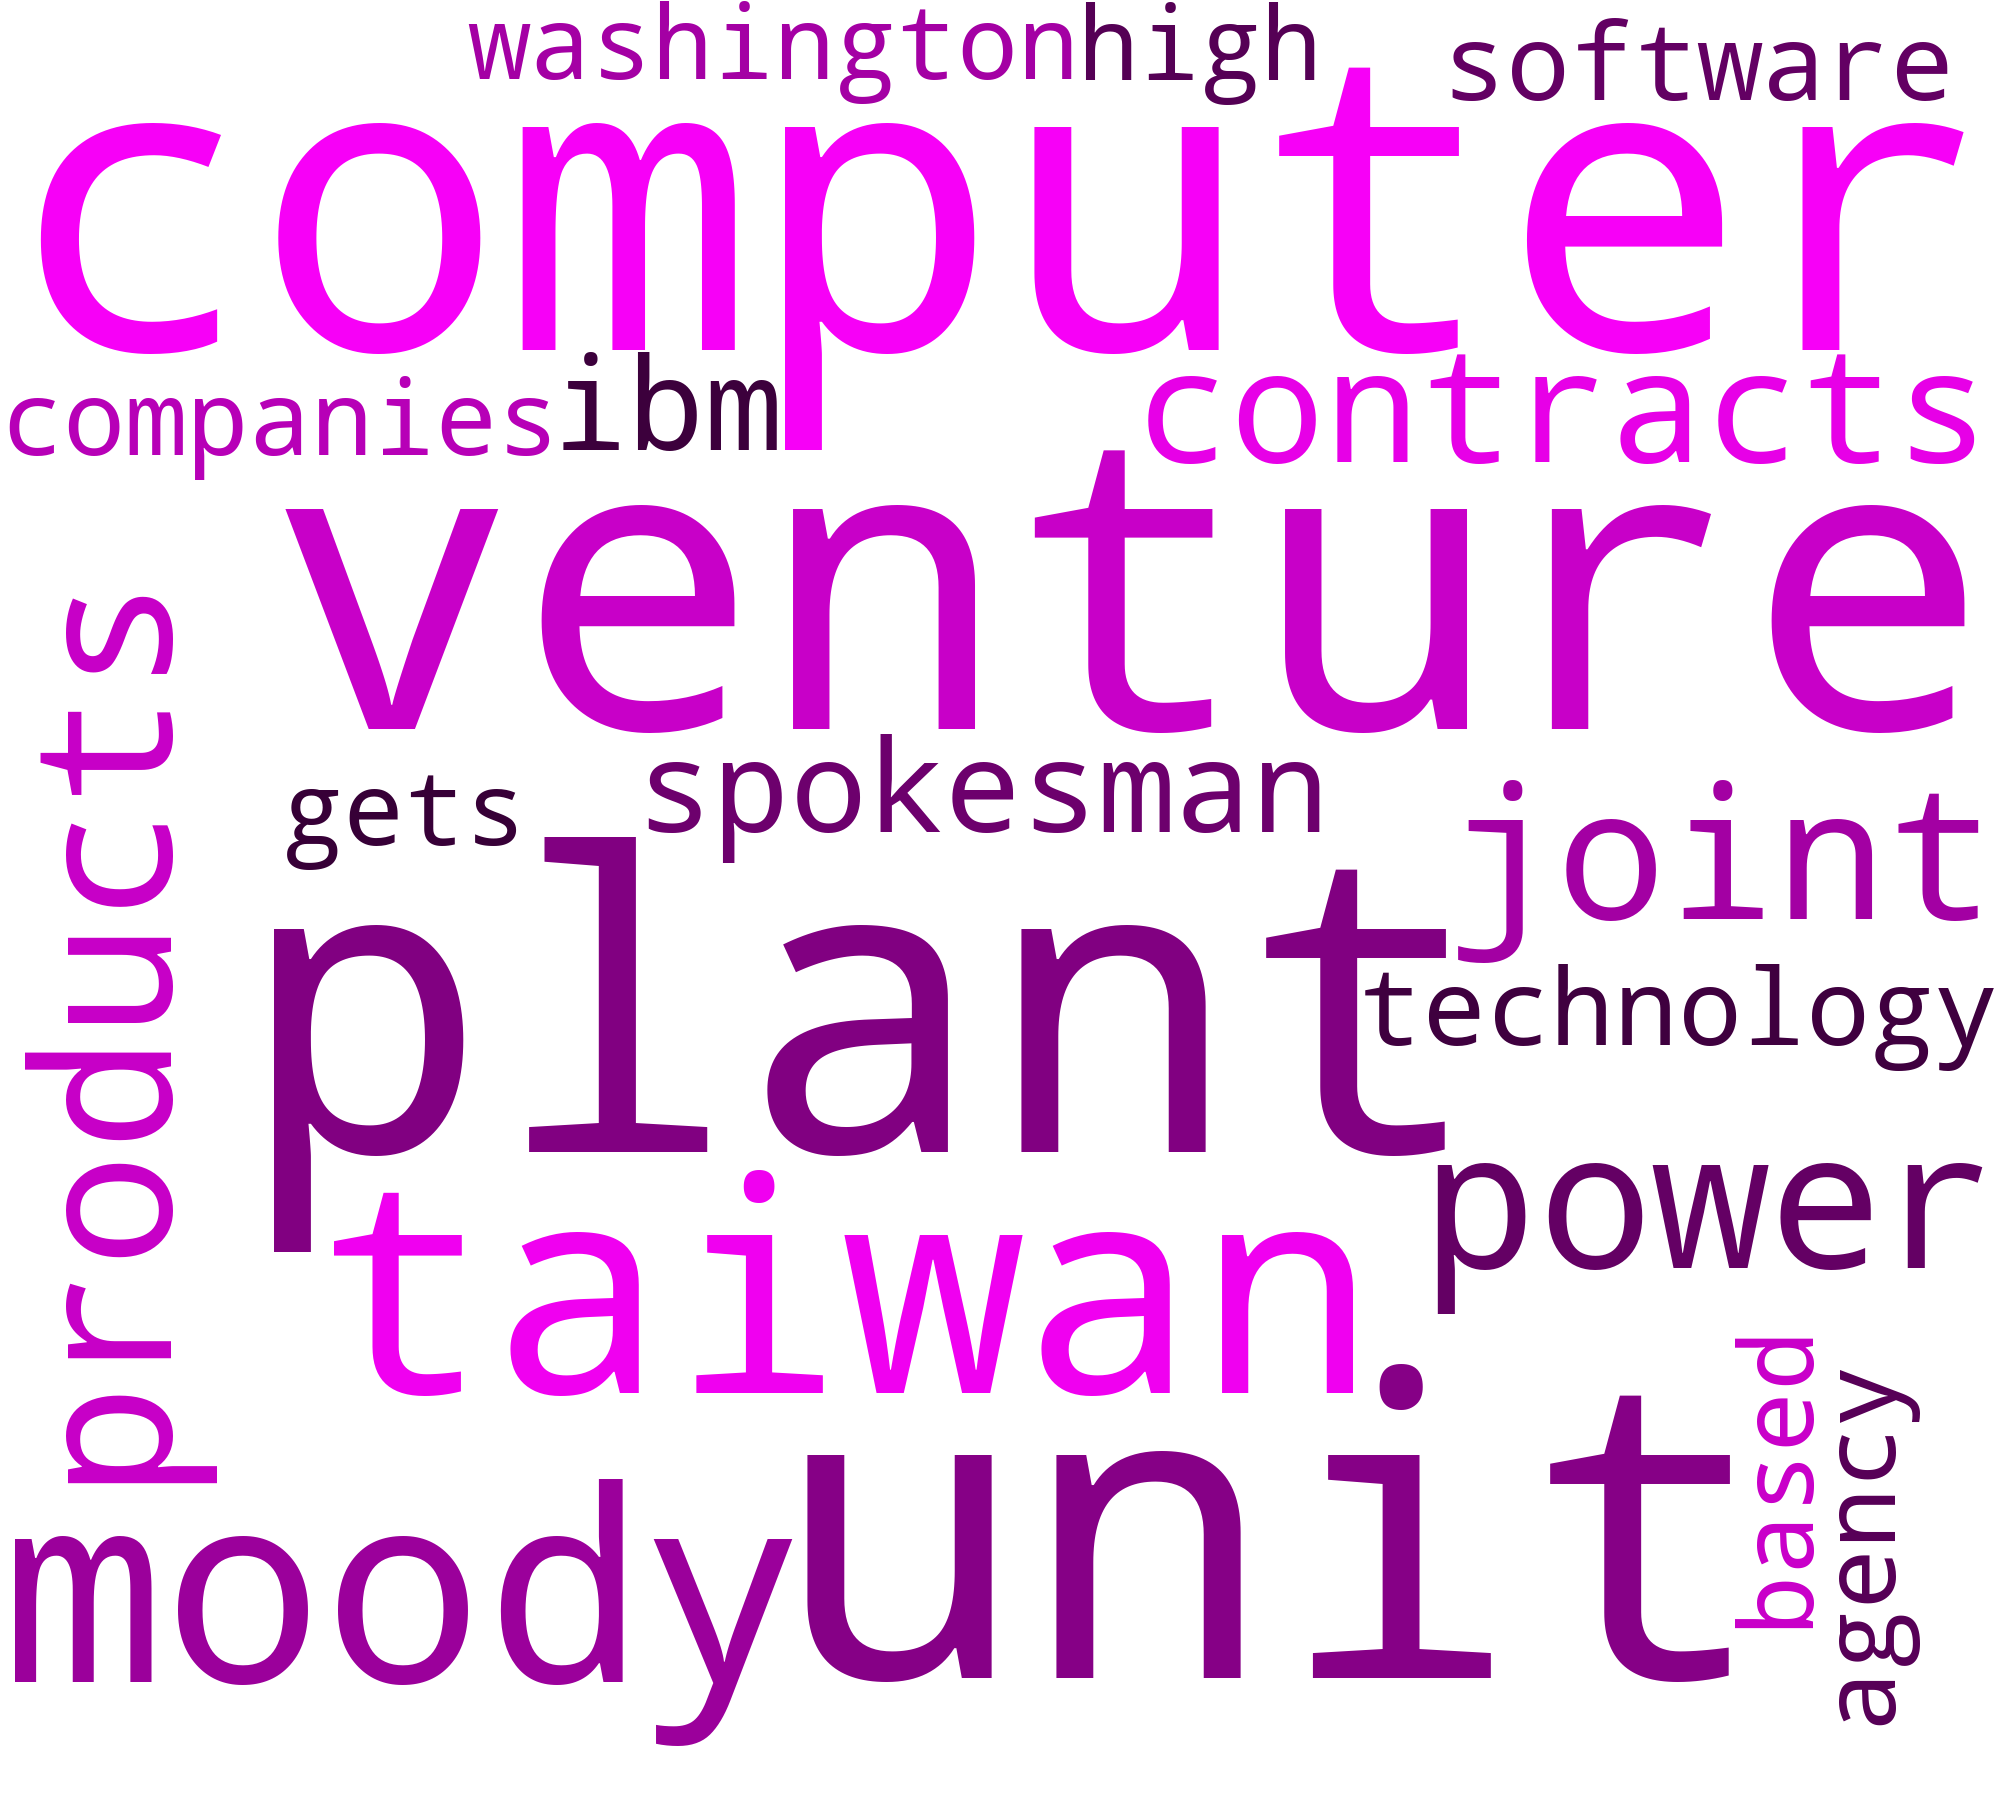 washington high software
computer
companies ibm contracts
venture
products
gets spokesman
joint
plant
technology
power
taiwan
based
agency
moody unit